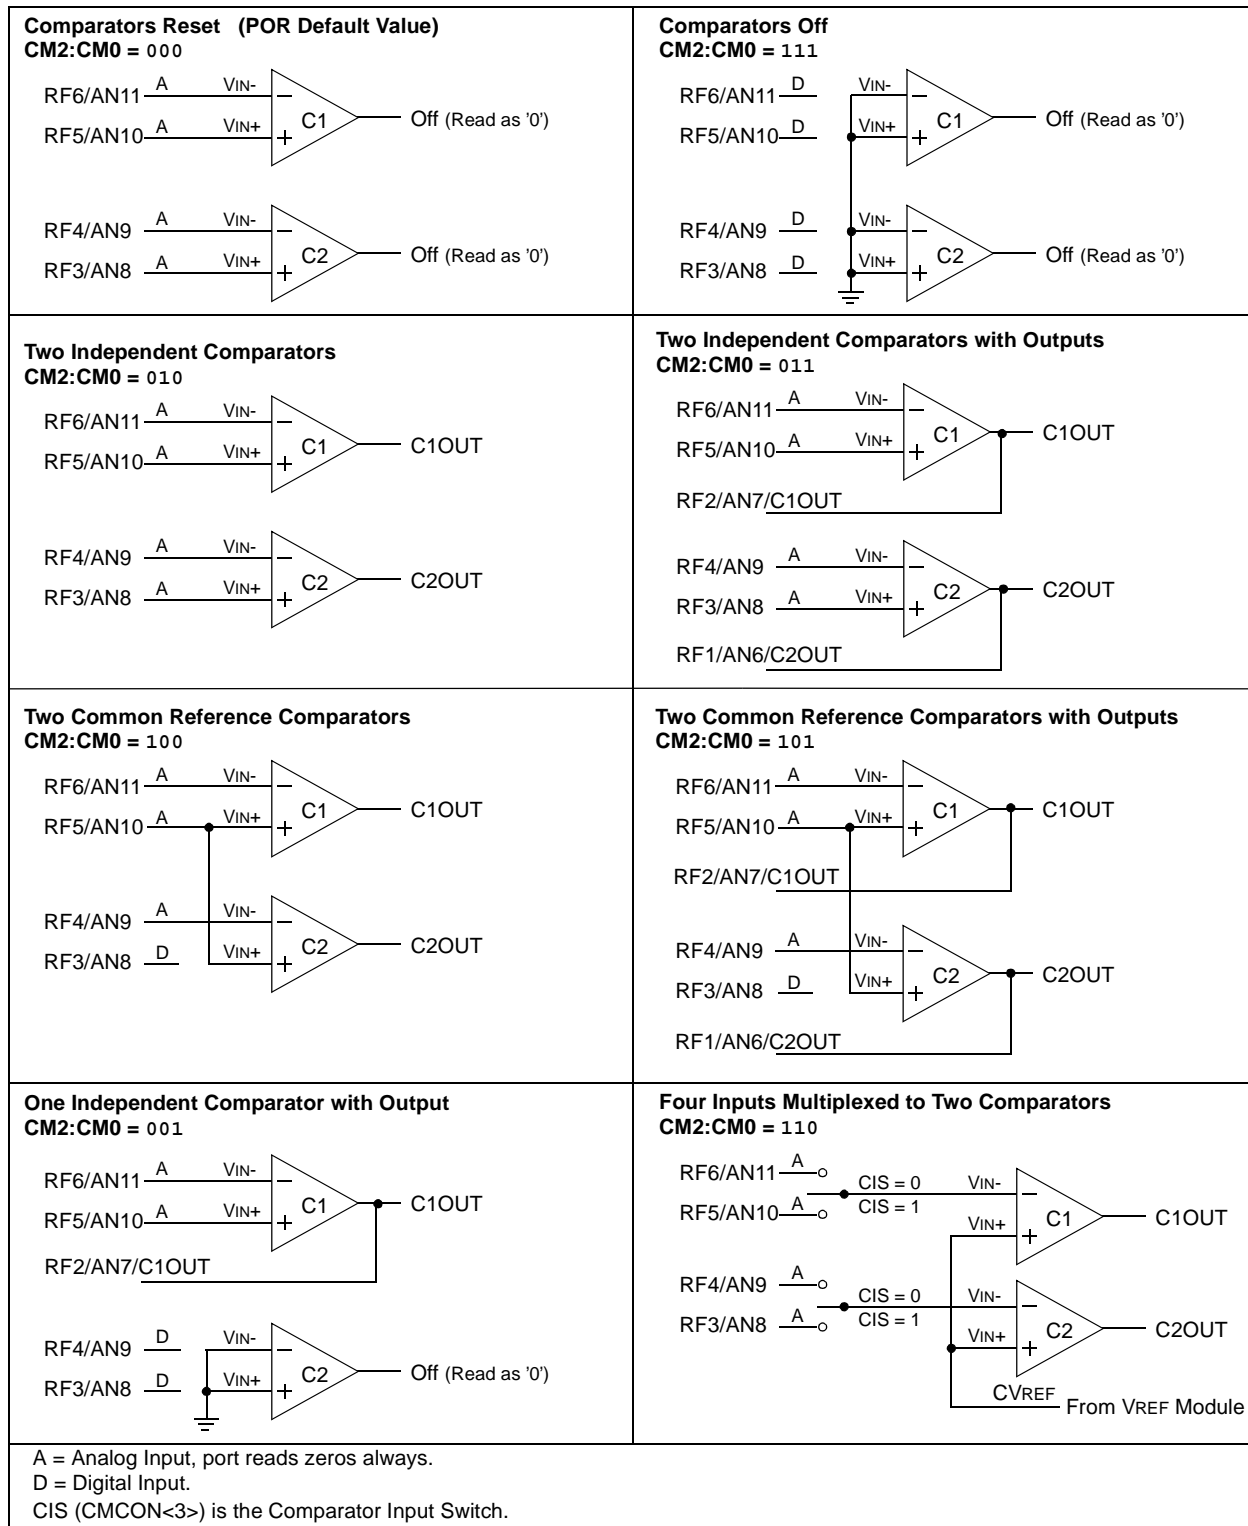 Comparators Reset (POR Default Value)
CM2:CM0 = 000
RF6/AN11 A VIN-
RF5/AN10 A VIN+
C1
Off (Read as '0')
RF4/AN9 A VIN-
RF3/AN8 A VIN+
C2
Off (Read as '0')
Comparators Off
CM2:CM0 = 111
RF6/AN11 D VIN-
RF5/AN10 D VIN+
C1
Off (Read as '0')
RF4/AN9 D VIN-
RF3/AN8 D VIN+
C2
Off (Read as '0')
Two Independent Comparators
CM2:CM0 = 010
RF6/AN11 A VIN-
RF5/AN10 A VIN+
C1
C1OUT
RF4/AN9 A VIN-
RF3/AN8 A VIN+
C2
C2OUT
Two Independent Comparators with Outputs
CM2:CM0 = 011
RF6/AN11 A VIN-
RF5/AN10 A VIN+
C1
C1OUT
RF2/AN7/C1OUT
RF4/AN9 A VIN-
RF3/AN8 A VIN+
C2
C2OUT
RF1/AN6/C2OUT
Two Common Reference Comparators
CM2:CM0 = 100
RF6/AN11 A VIN-
RF5/AN10 A VIN+
C1
C1OUT
RF4/AN9 A VIN-
RF3/AN8 D VIN+
C2
C2OUT
Two Common Reference Comparators with Outputs
CM2:CM0 = 101
RF6/AN11 A VIN-
RF5/AN10 A VIN+
C1
C1OUT
RF2/AN7/C1OUT
RF4/AN9 A VIN-
RF3/AN8 D VIN+
C2
C2OUT
RF1/AN6/C2OUT
One Independent Comparator with Output
CM2:CM0 = 001
RF6/AN11 A VIN-
RF5/AN10 A VIN+
C1
C1OUT
RF2/AN7/C1OUT
RF4/AN9 D VIN-
RF3/AN8 D VIN+
C2
Off (Read as '0')
Four Inputs Multiplexed to Two Comparators
CM2:CM0 = 110
RF6/AN11 A
CIS = 0 VIN-
RF5/AN10 A CIS = 1
VIN+
C1
C1OUT
RF4/AN9 A
CIS = 0 VIN-
RF3/AN8 A CIS = 1
VIN+
C2
C2OUT
CVREF
From VREF Module
A = Analog Input, port reads zeros always.
D = Digital Input.
CIS (CMCON<3>) is the Comparator Input Switch.